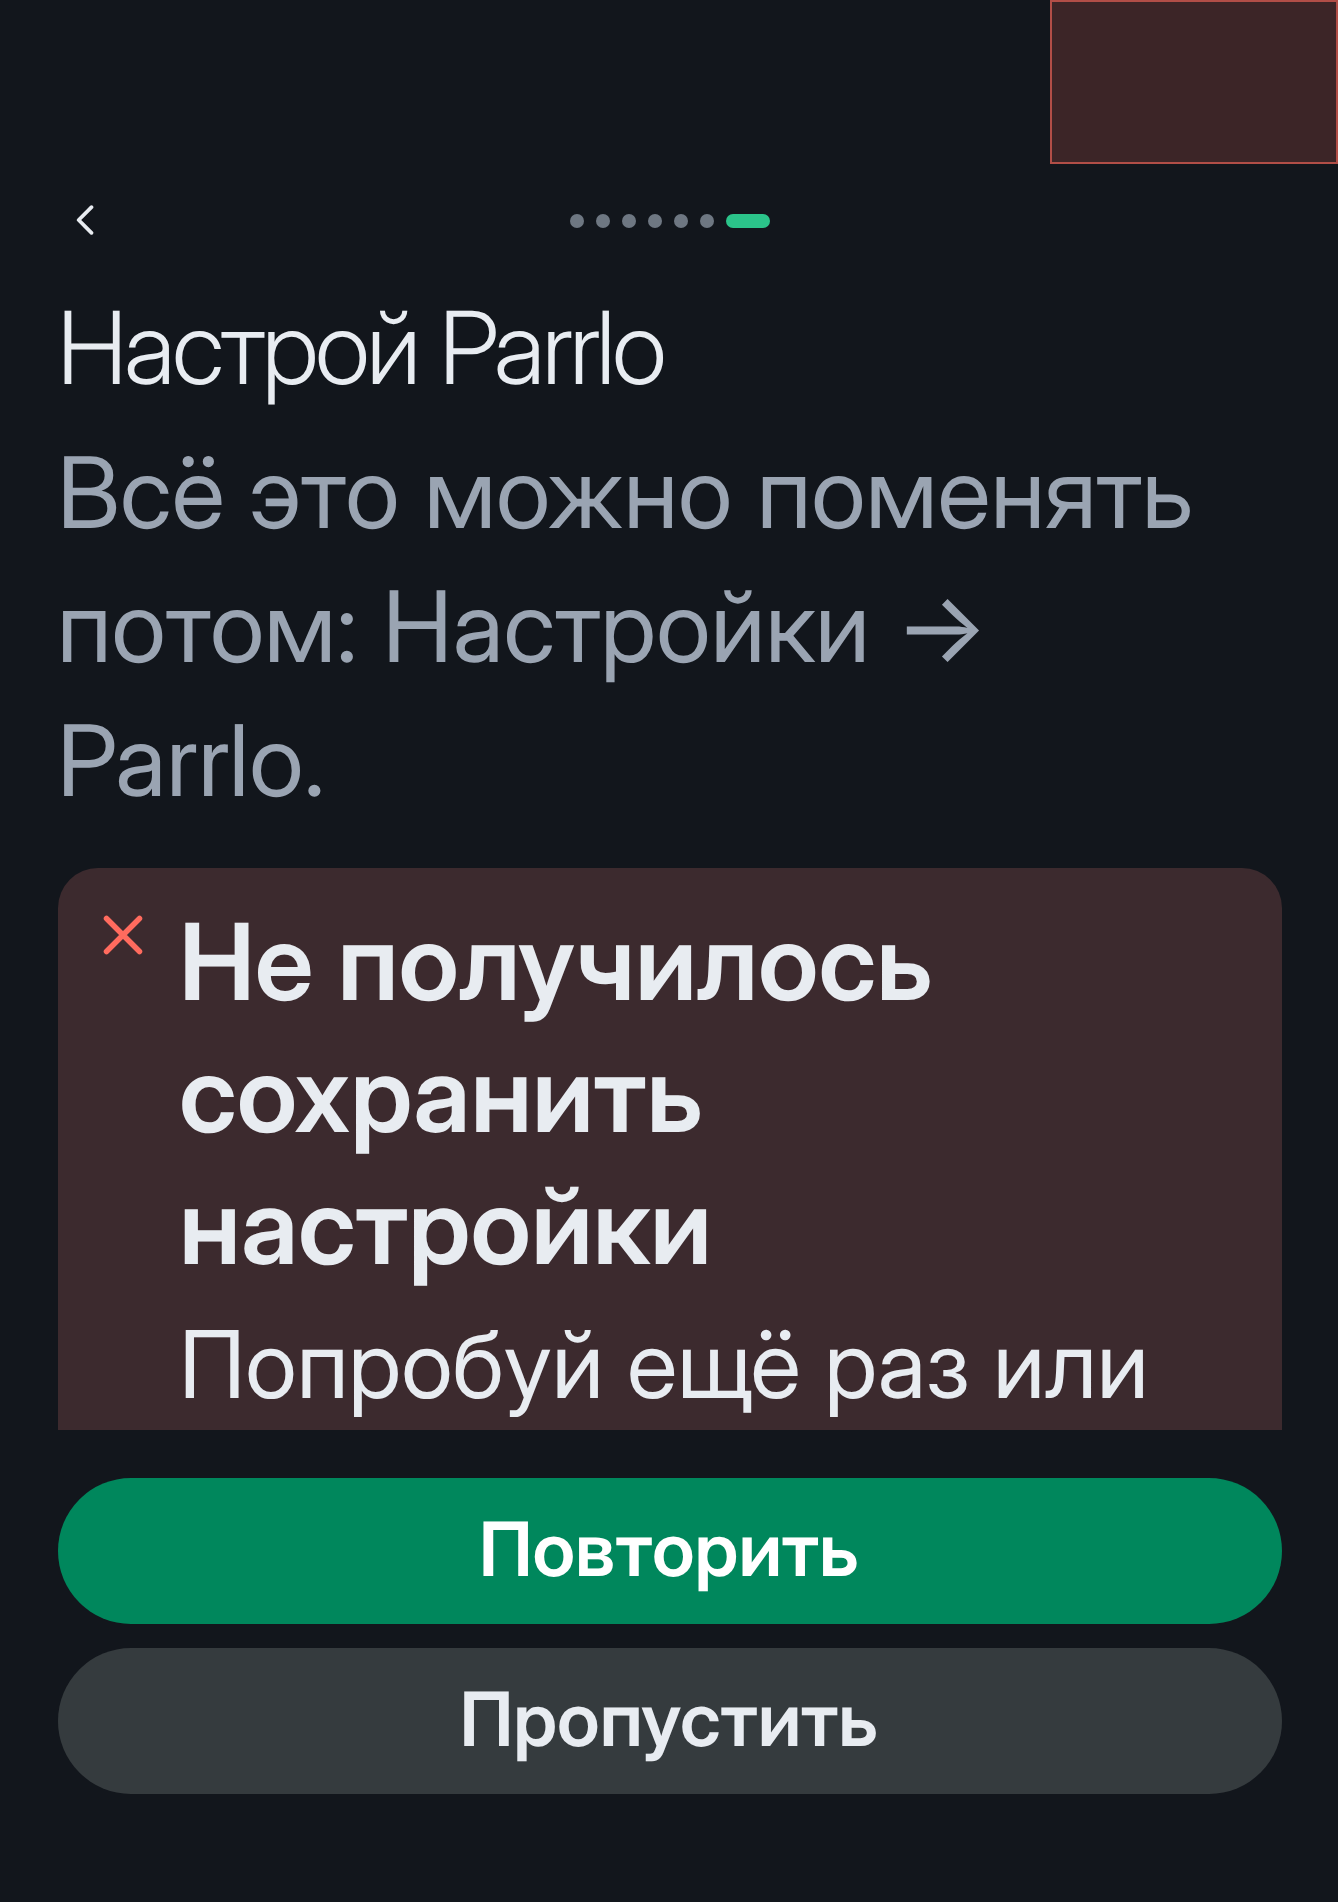 Настрой Parrlo
Всё это можно поменять
потом: Настройки →
Parrlo.
Не получилось
сохранить
настройки
Попробуй ещё раз или
Повторить
Пропустить